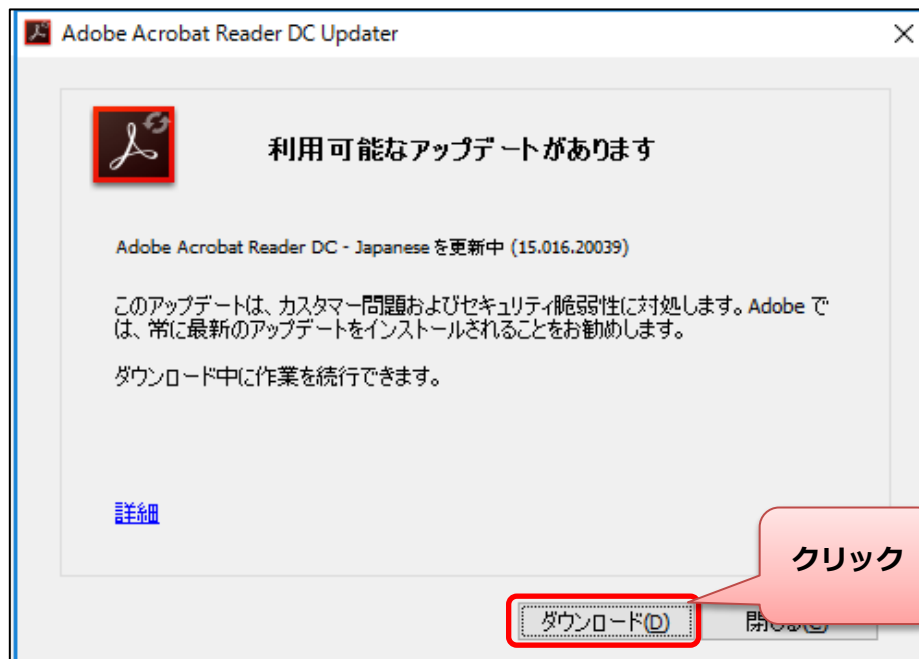 Adobe Acrobat Reader DC Updater
利用可能なアップデートがあります
Adobe Acrobat Reader DC - Japanese を更新中 (15.016.20039)
このアップデートは、カスタマー問題およびセキュリティ脆弱性に対処します。Adobe で
は、常に最新のアップデートをインストールされることをお勧めします。
ダウンロード中に作業を続行できます。
詳細
クリック
ダウンロード(D)
閉じる(C)